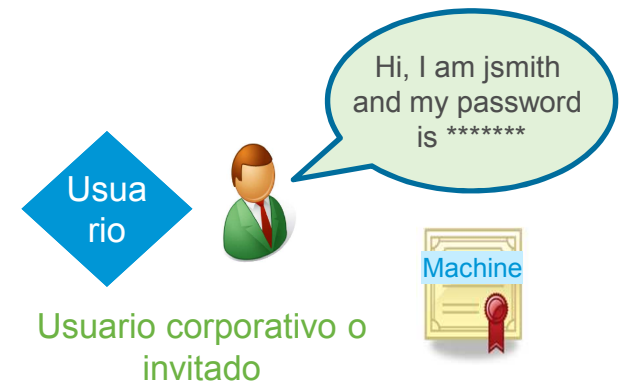 Hi, I am jsmith
and my password
is *******
Usua
rio
Machine
Usuario corporativo o
invitado